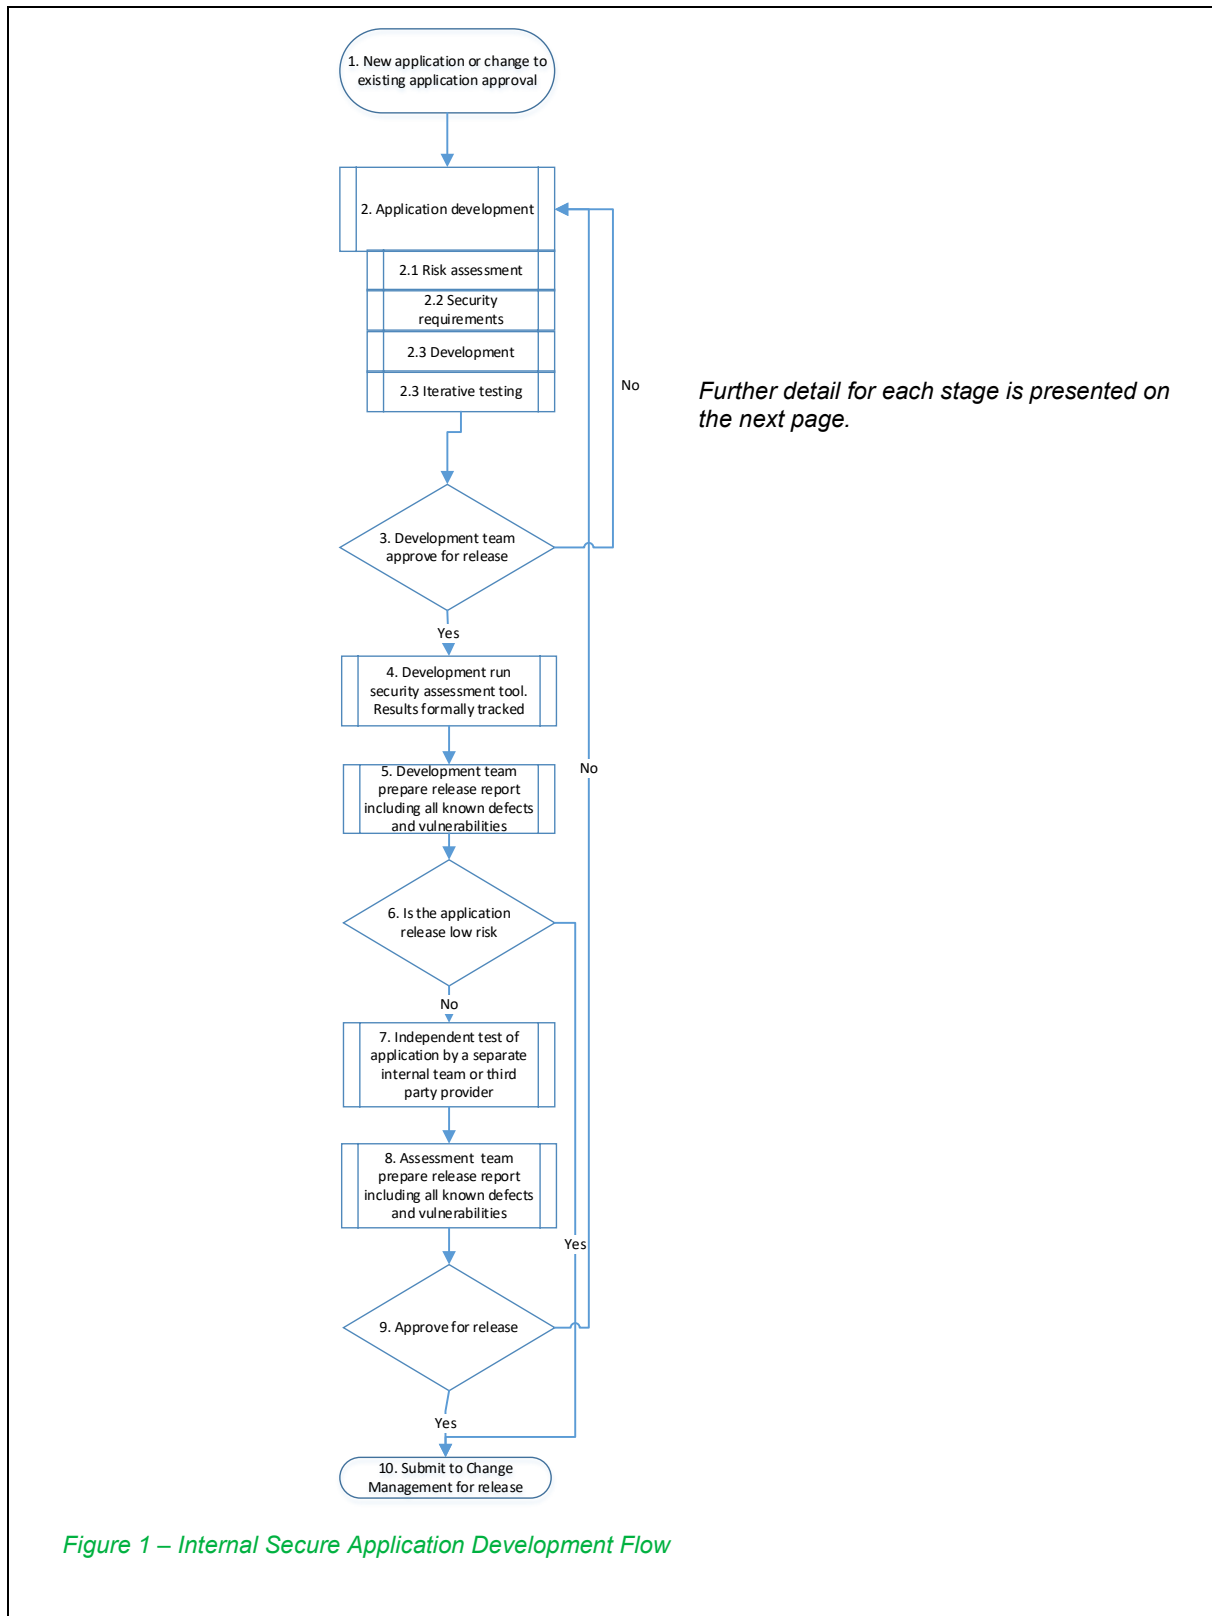 1. New application or change to
existing application approval
2. Application development
2.1 Risk assessment
2.2 Security
requirements
2.3 Development
2.3 Iterative testing
No
Further detail for each stage is presented on
the next page.
3. Development team
approve for release
Yes
4. Development run
security assessment tool.
Results formally tracked
No
5. Development team
prepare release report
including all known defects
and vulnerabilities
6. Is the application
release low risk
No
7. Independent test of
application by a separate
internal team or third
party provider
8. Assessment team
prepare release report
including all known defects
and vulnerabilities
Yes
9. Approve for release
Yes
10. Submit to Change
Management for release
Figure 1 – Internal Secure Application Development Flow